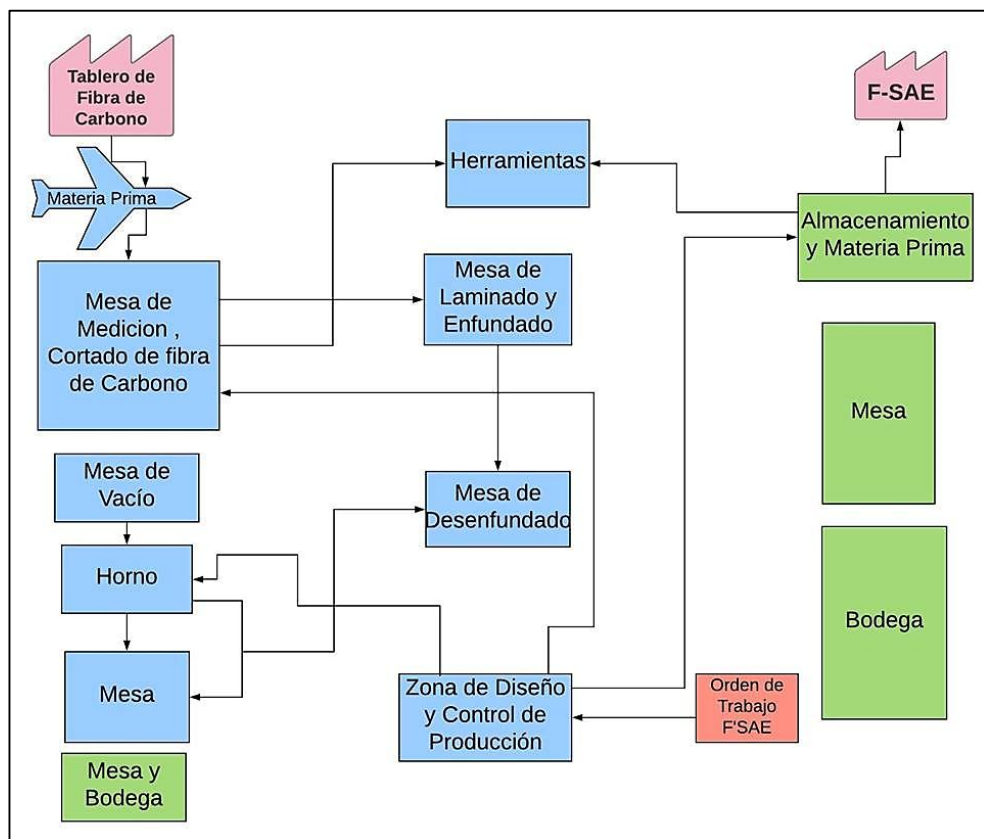 Tablero de
Fibra de
Carbono
F-SAE
Materia Prima
Herramientas
Almacenamiento
y Materia Prima
Mesa de
Medicion ,
Cortado de fibra
de Carbono
Mesa de
Laminado y
Enfundado
Mesa
Mesa de
Vacío
Mesa de
Desenfundado
Horno
Bodega
Mesa
Zona de Diseño
y Control de
Producción
Orden de
Trabajo
F'SAE
Mesa y
Bodega